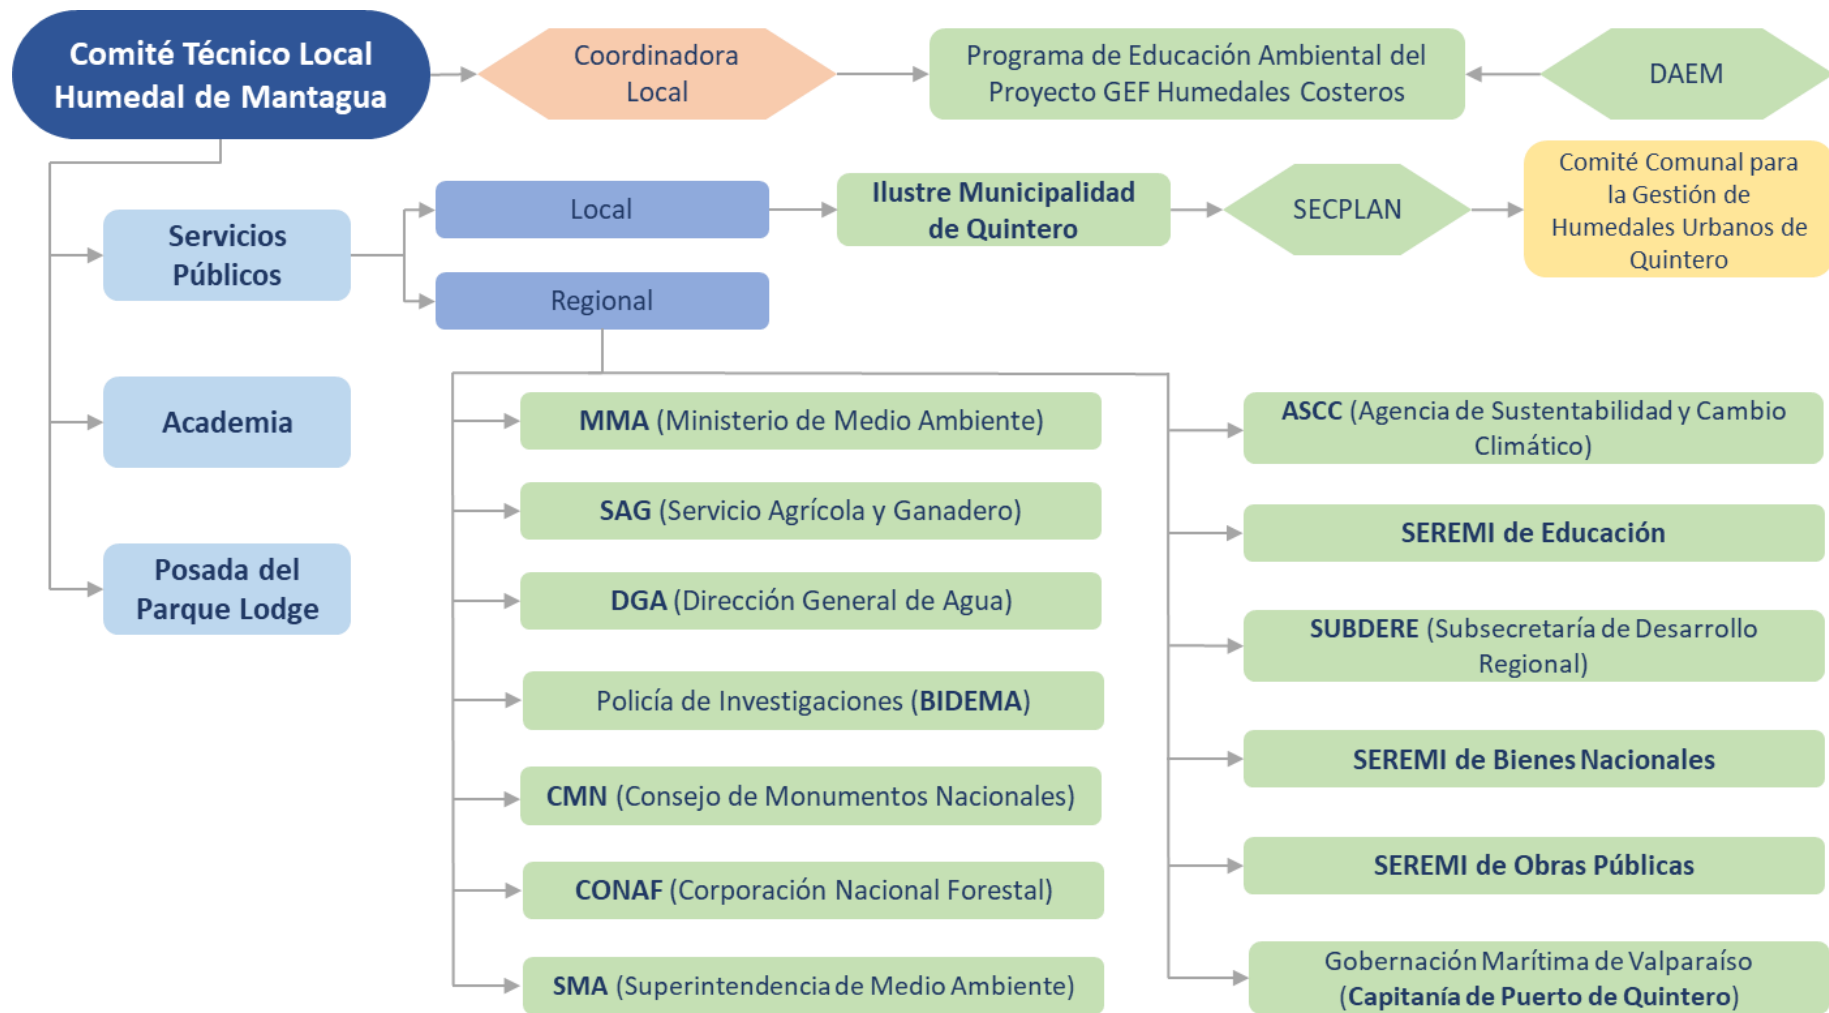 Comité Técnico Local
Humedal de Mantagua
Coordinadora
Local
Programa de Educación Ambiental del
Proyecto GEF Humedales Costeros
DAEM
Servicios
Públicos
Local
Ilustre Municipalidad
de Quintero
SECPLAN
Comité Comunal para
la Gestión de
Humedales Urbanos de
Quintero
Regional
Academia
Posada del
Parque Lodge
MMA (Ministerio de Medio Ambiente)
SAG (Servicio Agrícola y Ganadero)
DGA (Dirección General de Agua)
Policía de Investigaciones (BIDEMA)
CMN (Consejo de Monumentos Nacionales)
CONAF (Corporación Nacional Forestal)
SMA (Superintendencia de Medio Ambiente)
ASCC (Agencia de Sustentabilidad y Cambio
Climático)
SEREMI de Educación
SUBDERE (Subsecretaría de Desarrollo
Regional)
SEREMI de Bienes Nacionales
SEREMI de Obras Públicas
Gobernación Marítima de Valparaíso
(Capitanía de Puerto de Quintero)